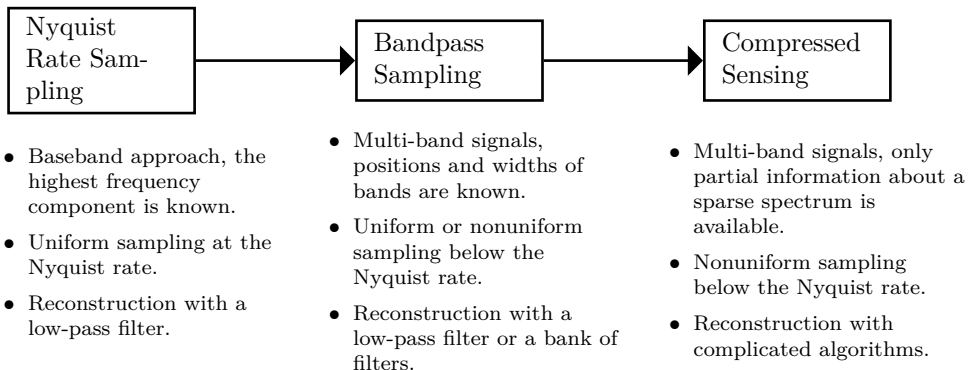 Nyquist
Rate Sam-
pling
Bandpass
Sampling
Compressed
Sensing
• Baseband approach, the
highest frequency
component is known.
• Uniform sampling at the
Nyquist rate.
• Reconstruction with a
low-pass filter.
• Multi-band signals,
positions and widths of
bands are known.
• Uniform or nonuniform
sampling below the
Nyquist rate.
• Reconstruction with a
low-pass filter or a bank of
filters.
• Multi-band signals, only
partial information about a
sparse spectrum is
available.
• Nonuniform sampling
below the Nyquist rate.
• Reconstruction with
complicated algorithms.